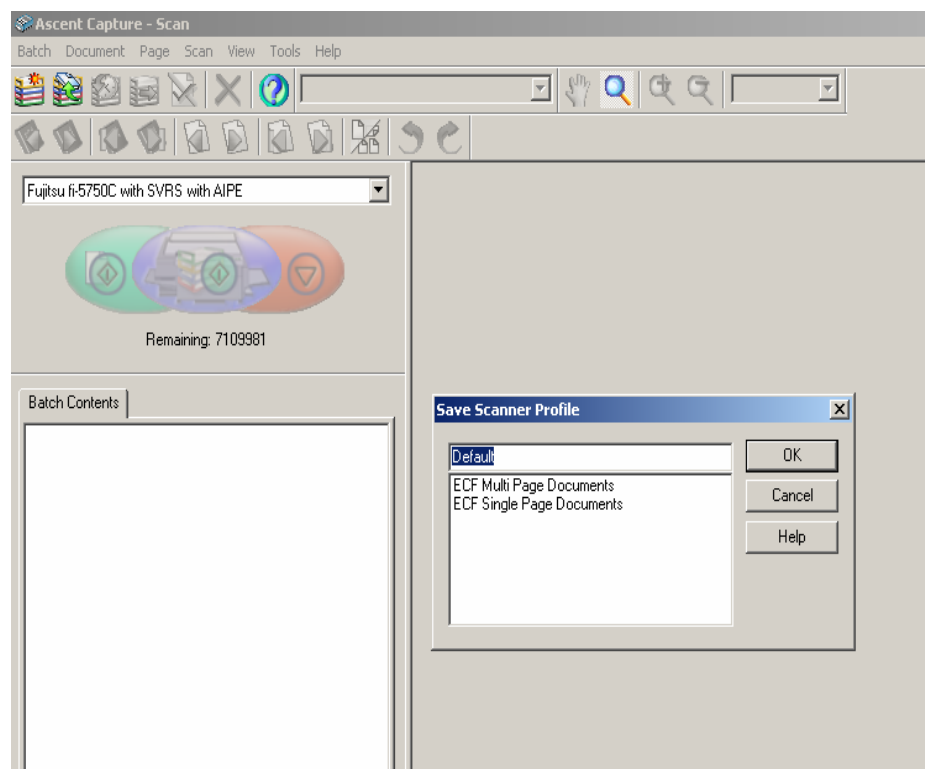 Ascent Capture - Scan
Batch Document Page Scan View Tools Help
Fujitsu fi-5750C with SVRS with AIPE
Remaining: 7109981
Batch Contents
Save Scanner Profile
Default
OK
ECF Multi Page Documents
ECF Single Page Documents
Cancel
Help